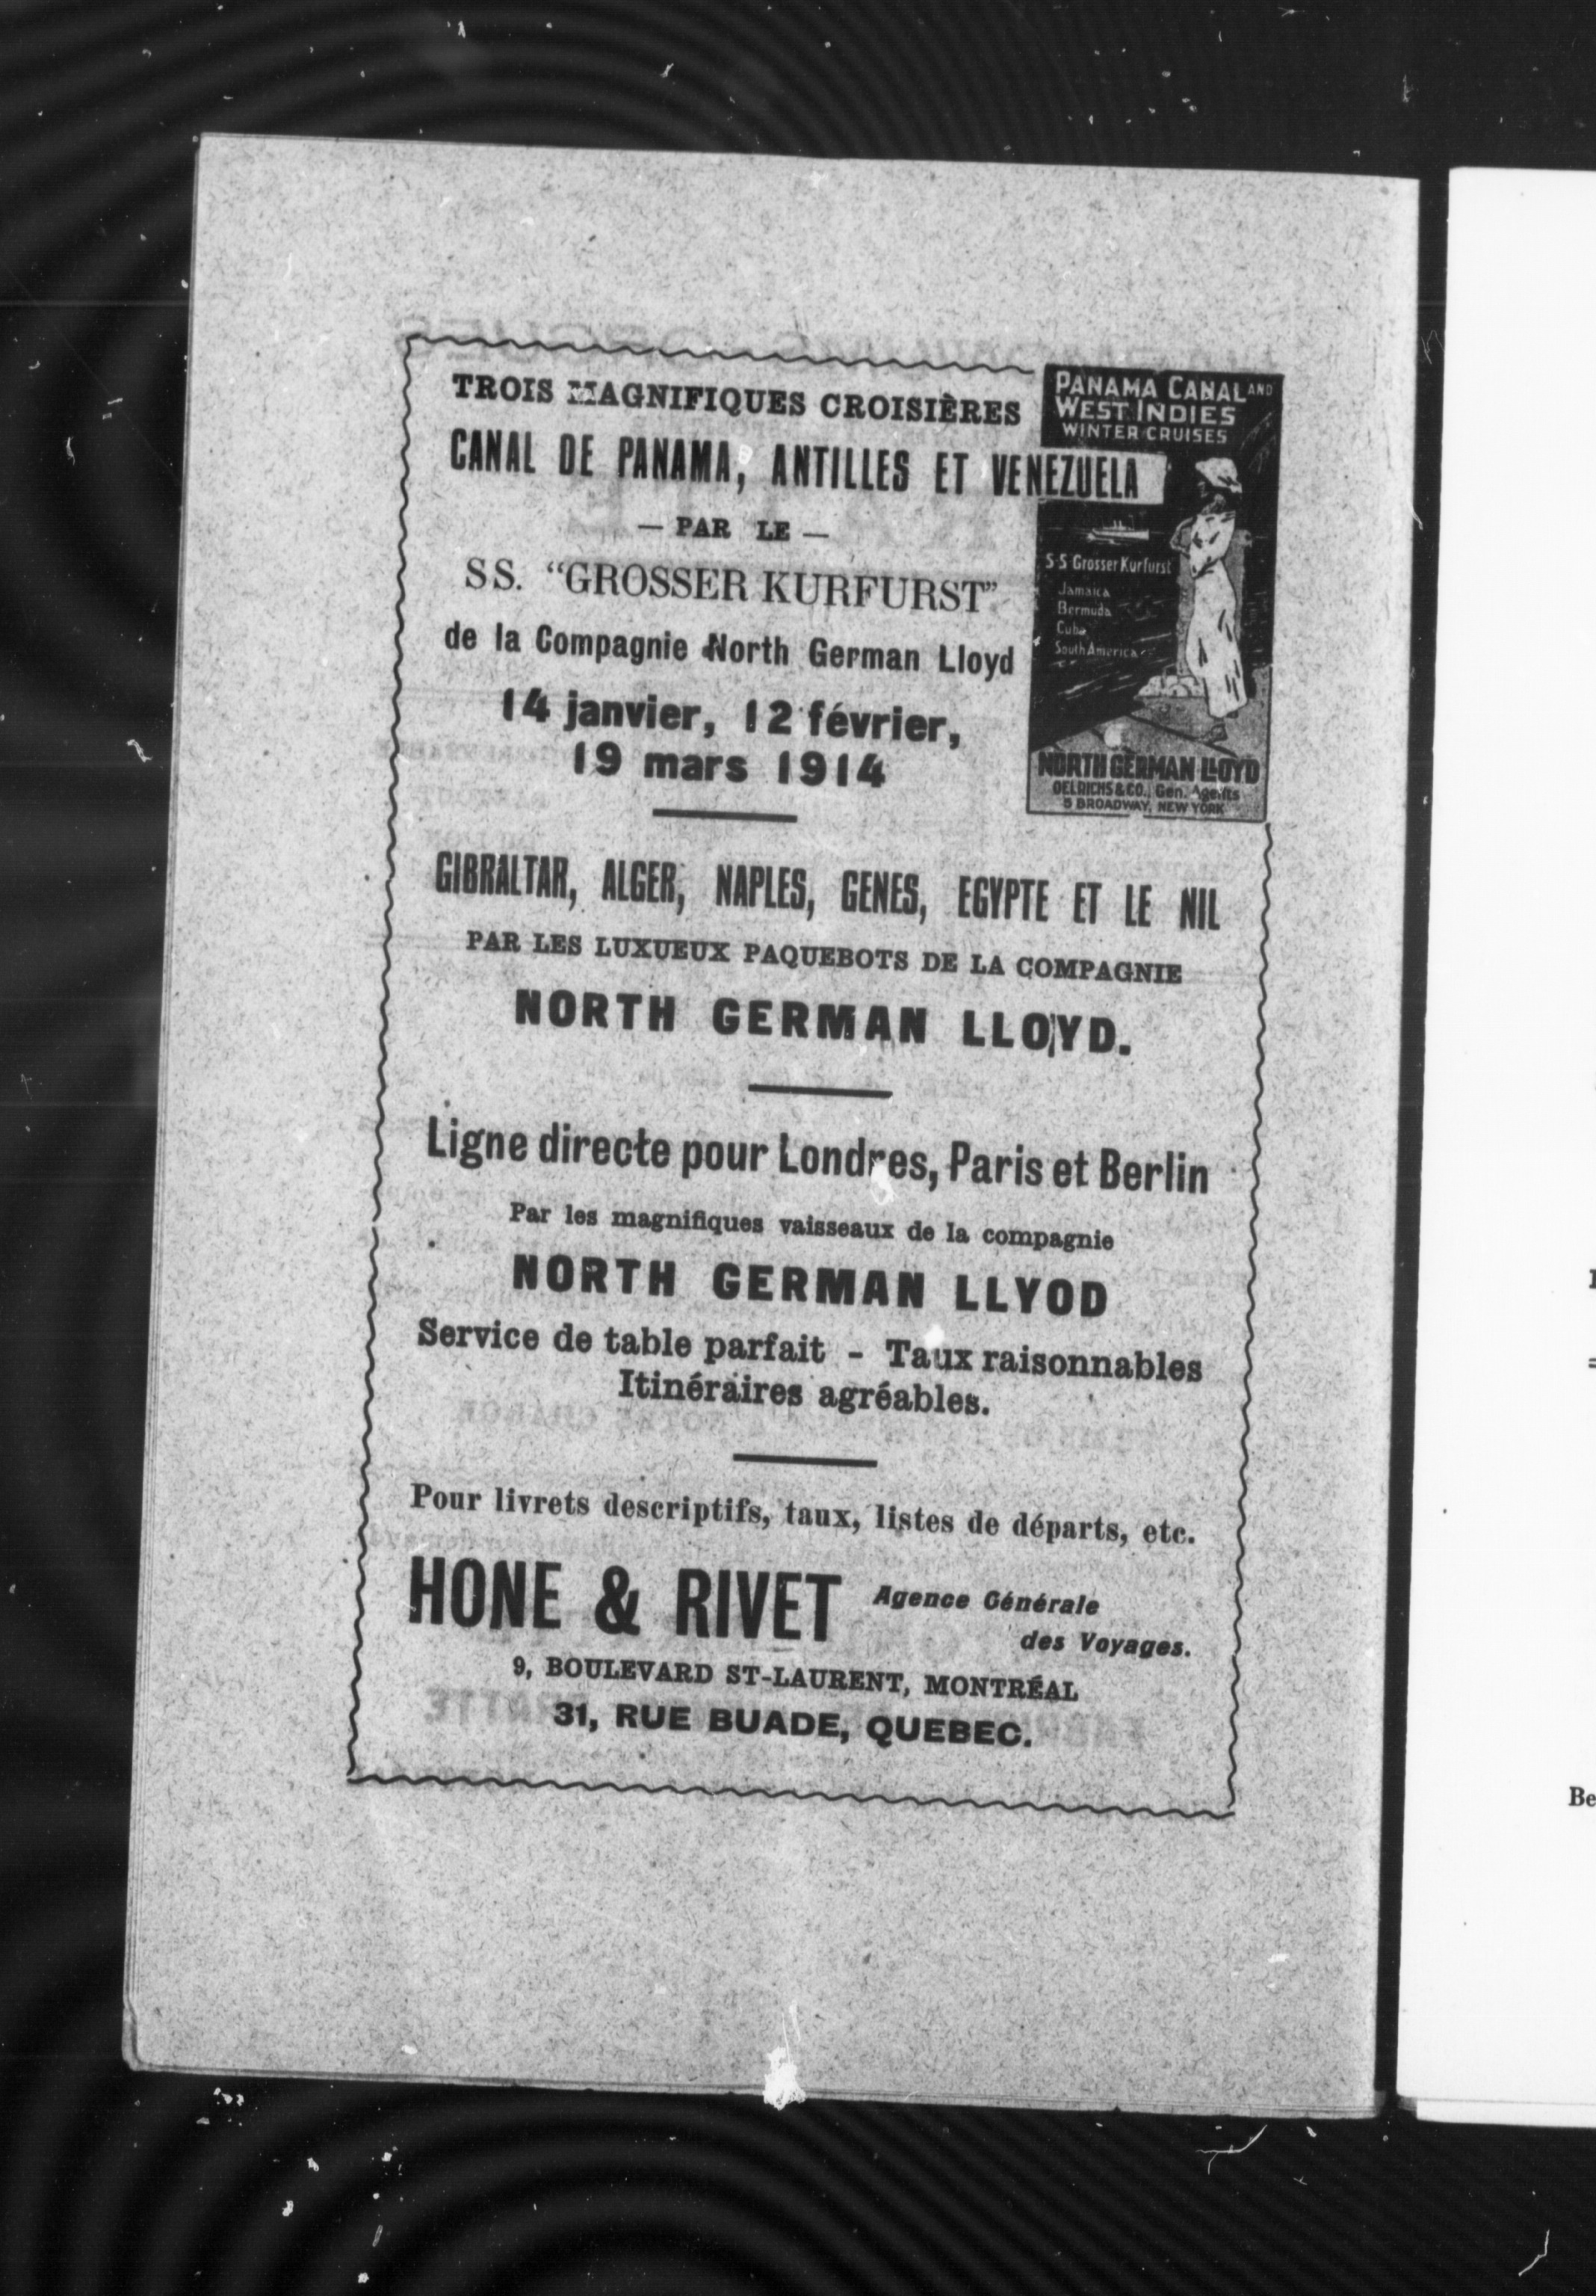 TROIS MAGNIFIQUES CROISIÈRES
CANAL DE PANAMA, ANTILLES ET VENEZUELA
— PAR LE —
SS. “GROSSER KURFURST”
de la Compagnie North German Lloyd
14 janvier, 12 février,
19 mars 1914
PANAMA CANAL AND
WEST INDIES
WINTER CRUISES
S·S Grosser Kurfurst
Jamaica
Bermuda
Cuba
South America
NORTH GERMAN LLOYD
OELRICHS & CO., Gen. Agents
5 BROADWAY, NEW YORK
GIBRALTAR, ALGER, NAPLES, GENES, EGYPTE ET LE NIL
PAR LES LUXUEUX PAQUEBOTS DE LA COMPAGNIE
NORTH GERMAN LLOYD.
Ligne directe pour Londres, Paris et Berlin
Par les magnifiques vaisseaux de la compagnie
NORTH GERMAN LLYOD
Service de table parfait - Taux raisonnables
Itinéraires agréables.
Pour livrets descriptifs, taux, listes de départs, etc.
HONE & RIVET Agence Générale
des Voyages.
9, BOULEVARD ST-LAURENT, MONTRÉAL
31, RUE BUADE, QUEBEC.
Be